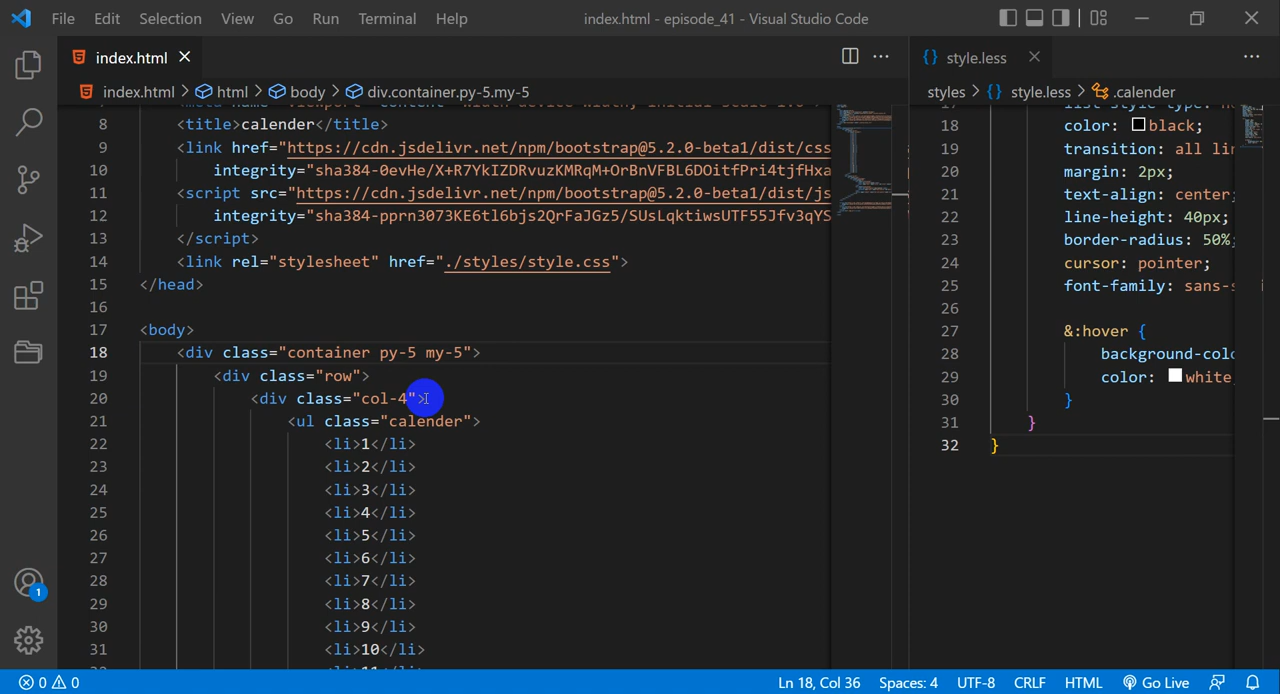 File Edit Selection View Go Run Terminal Help index.html - episode_41 - Visual Studio Code
index.html
style.less
index.html > html > body > div.container.py-5.my-5
styles > {} style.less > .calender
8 <title>calender</title>
9 <link href="https://cdn.jsdelivr.net/npm/bootstrap@5.2.0-beta1/dist/css
10 integrity="sha384-0evHe/X+R7YkIZDRvuzKMRqM+OrBnVFBL6DOitfPri4tjfHxa
11 <script src="https://cdn.jsdelivr.net/npm/bootstrap@5.2.0-beta1/dist/js
12 integrity="sha384-pprn3073KE6tl6bjs2QrFaJGz5/SUsLqktiwsUTF55Jfv3qYS
13 </script>
14 <link rel="stylesheet" href="./styles/style.css">
15 </head>
16
17 <body>
18 <div class="container py-5 my-5">
19 <div class="row">
20 <div class="col-4">
21 <ul class="calender">
22 <li>1</li>
23 <li>2</li>
24 <li>3</li>
25 <li>4</li>
26 <li>5</li>
27 <li>6</li>
28 <li>7</li>
29 <li>8</li>
30 <li>9</li>
31 <li>10</li>
18 color: black;
19 transition: all lin
20 margin: 2px;
21 text-align: center;
22 line-height: 40px;
23 border-radius: 50%;
24 cursor: pointer;
25 font-family: sans-s
26
27 &:hover {
28 background-colo
29 color: white;
30 }
31 }
32 }
1
0 0 Ln 18, Col 36 Spaces: 4 UTF-8 CRLF HTML Go Live